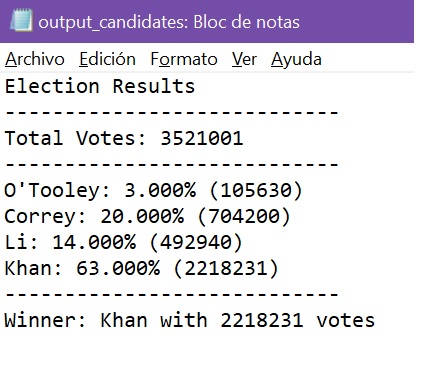 output_candidates: Bloc de notas
Archivo Edición Formato Ver Ayuda
Election Results
----------------------------
Total Votes: 3521001
----------------------------
O'Tooley: 3.000% (105630)
Correy: 20.000% (704200)
Li: 14.000% (492940)
Khan: 63.000% (2218231)
----------------------------
Winner: Khan with 2218231 votes